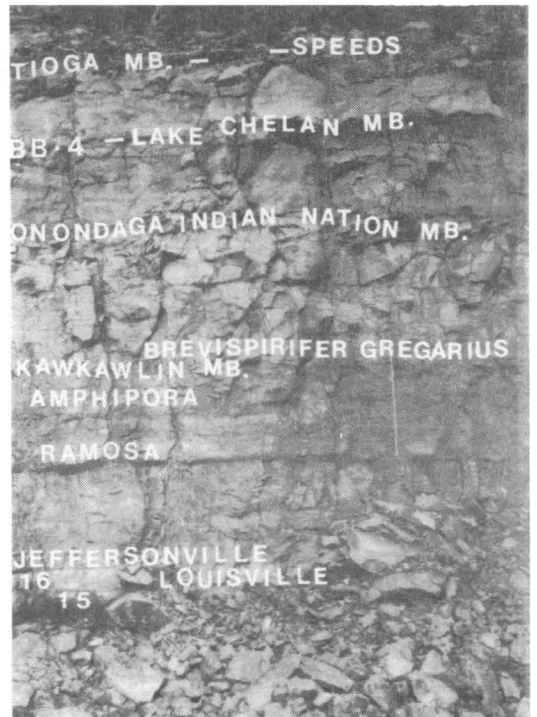 TIOGA MB. — —SPEEDS
BB·4 —LAKE CHELAN MB.
ONONDAGA INDIAN NATION MB.
BREVISPIRIFER GREGARIUS
KAWKAWLIN MB.
AMPHIPORA
RAMOSA
JEFFERSONVILLE
16 LOUISVILLE
15